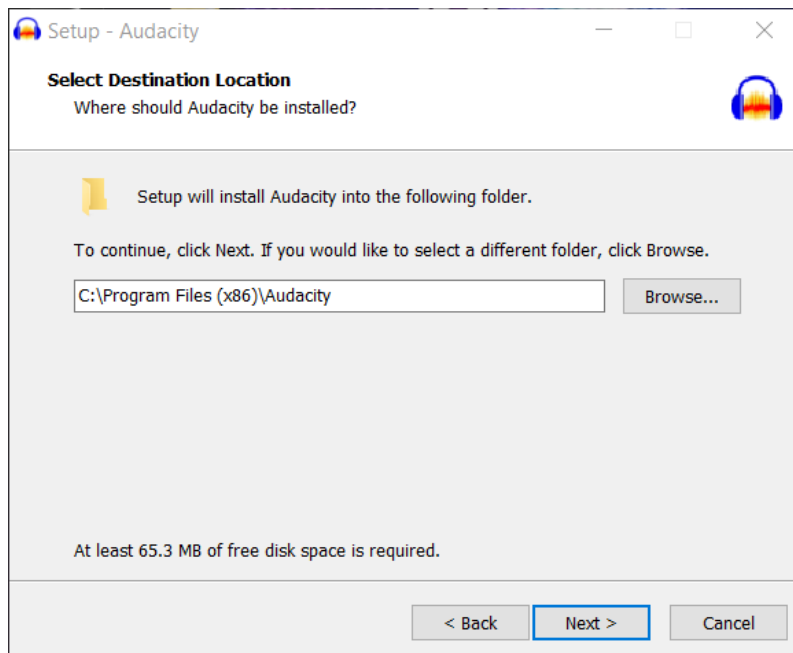 Setup - Audacity
Select Destination Location
Where should Audacity be installed?
Setup will install Audacity into the following folder.
To continue, click Next. If you would like to select a different folder, click Browse.
C:\Program Files (x86)\Audacity
Browse...
At least 65.3 MB of free disk space is required.
< Back
Next >
Cancel